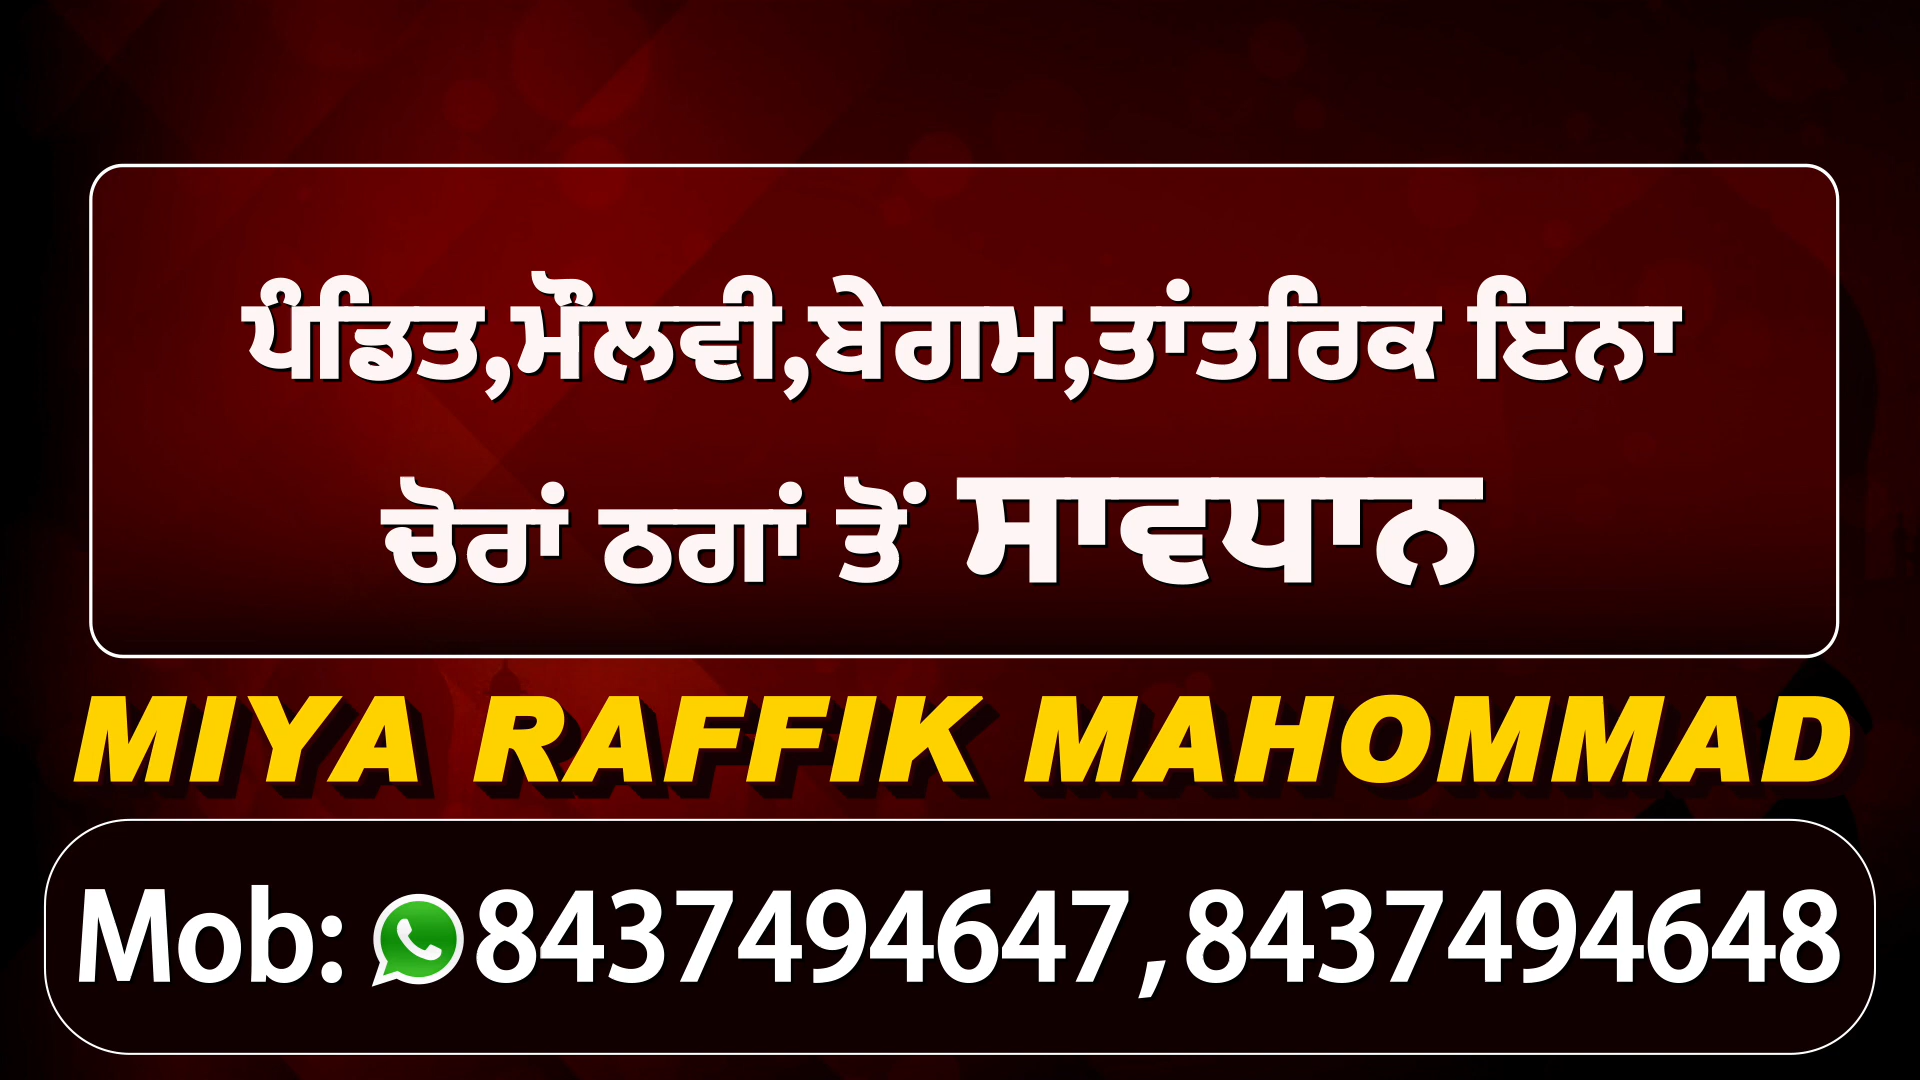 ਪੰਡਿਤ,ਮੌਲਵੀ,ਬੇਗਮ,ਤਾਂਤਰਿਕ ਇਨਾ
ਚੋਰਾਂ ਠਗਾਂ ਤੋਂ ਸਾਵਧਾਨ
MIYA RAFFIK MAHOMMAD
Mob: 8437494647, 8437494648